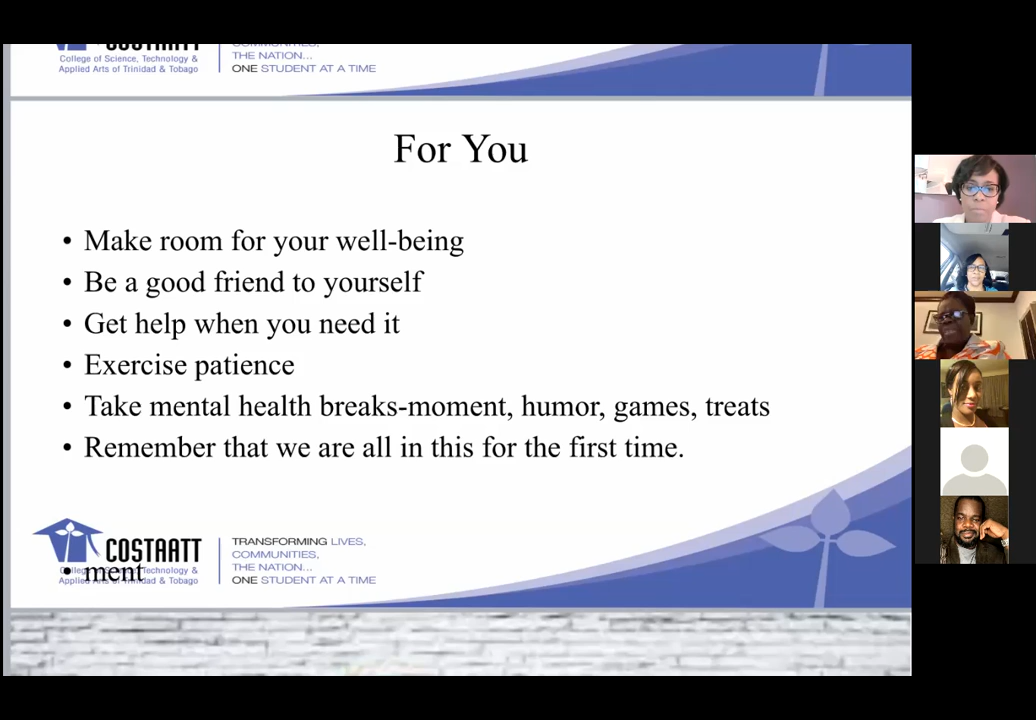 COSTAATT
COMMUNITIES,
College of Science, Technology &
THE NATION...
Applied Arts of Trinidad & Tobago
ONE STUDENT AT A TIME
For You
• Make room for your well-being
• Be a good friend to yourself
• Get help when you need it
• Exercise patience
• Take mental health breaks-moment, humor, games, treats
• Remember that we are all in this for the first time.
COSTAATT
TRANSFORMING LIVES,
COMMUNITIES,
THE NATION...
ONE STUDENT AT A TIME
College of Science, Technology &
Applied Arts of Trinidad & Tobago
• ment